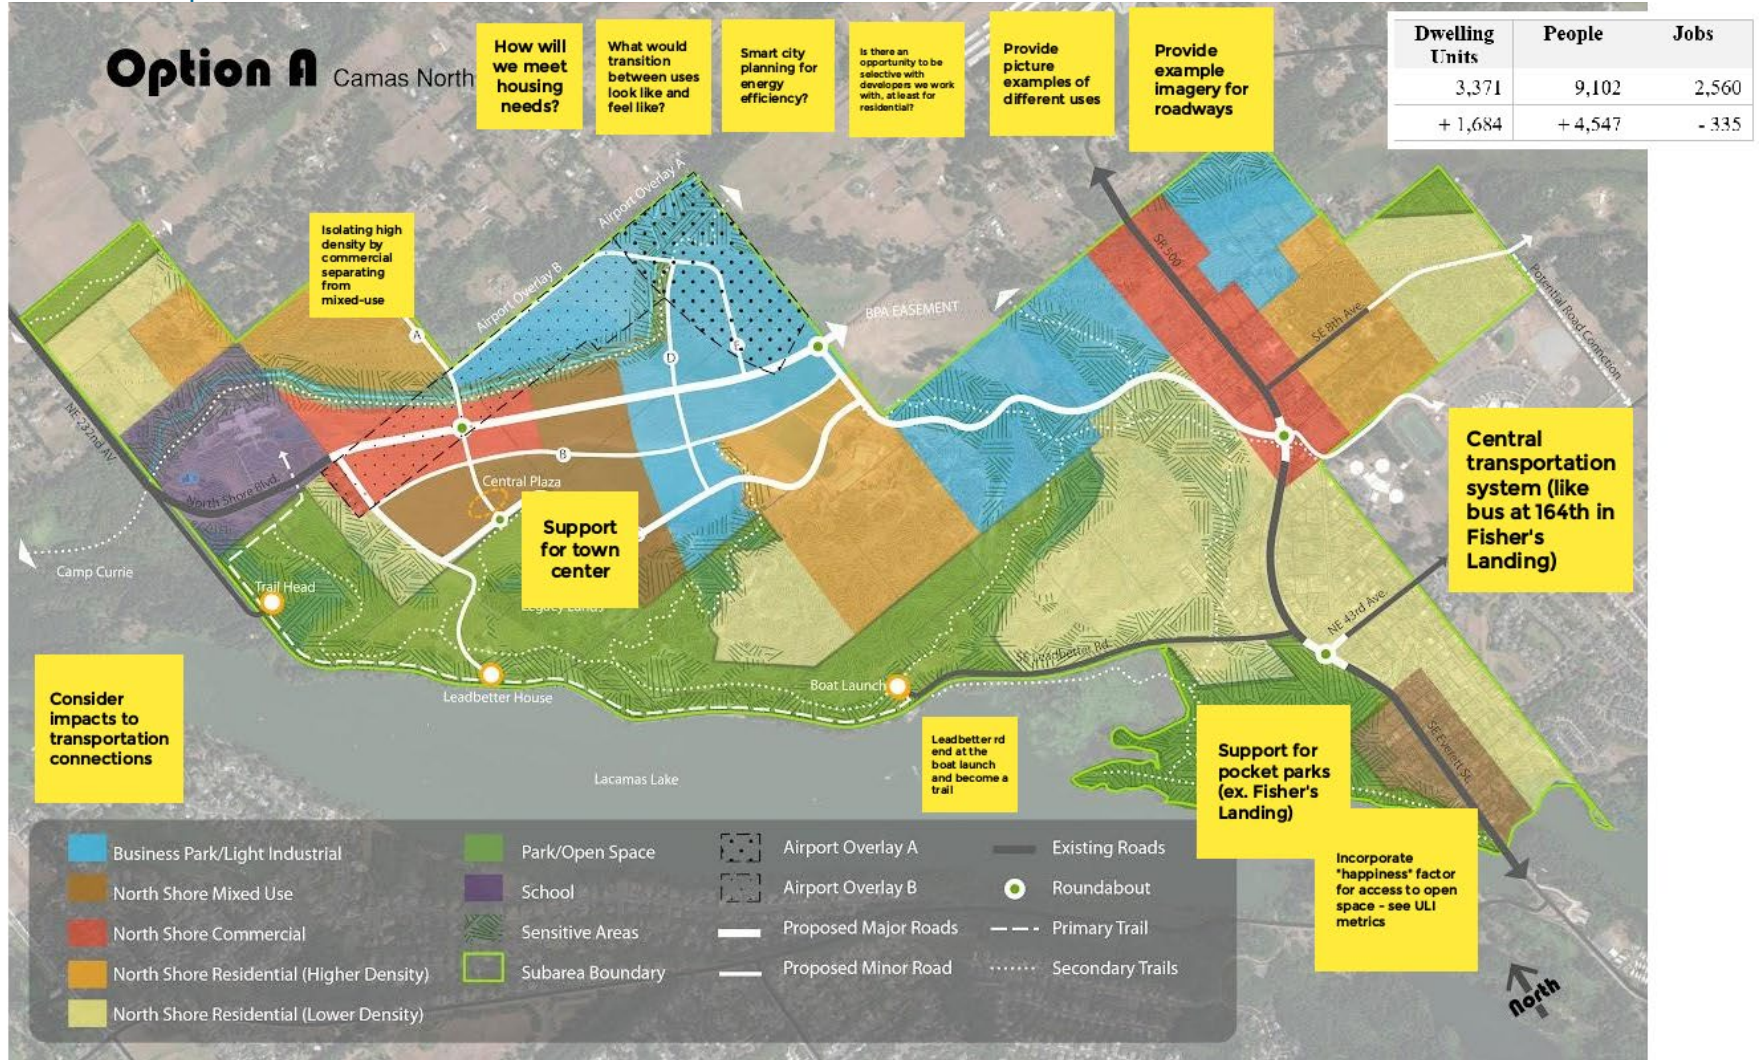 Option A Camas North
How will
we meet
housing
needs?
What would
transition
between uses
look like and
feel like?
Smart city
planning for
energy
efficiency?
Is there an
opportunity to be
selective with
developers we work
with, at least for
residential?
Provide
picture
examples of
different uses
Provide
example
imagery for
roadways
Dwelling Units People Jobs
3,371 9,102 2,560
+ 1,684 + 4,547 - 335
Isolating high
density by
commercial
separating
from
mixed-use
Airport Overlay A
Airport Overlay B
BPA EASEMENT
SR 500
SE 8th Ave.
Potential Road Connction
NE 232nd AV
North Shore Blvd.
A
B
D
E
Central Plaza
Support
for town
center
Legacy Lands
Camp Currie
Trail Head
Leadbetter House
Boat Launch
SE Leadbetter Rd.
NE 43rd Ave.
SE Everett St.
Central
transportation
system (like
bus at 164th in
Fisher's
Landing)
Consider
impacts to
transportation
connections
Leadbetter rd
end at the
boat launch
and become a
trail
Lacamas Lake
Support for
pocket parks
(ex. Fisher's
Landing)
Incorporate
"happiness" factor
for access to open
space - see ULI
metrics
Business Park/Light Industrial
North Shore Mixed Use
North Shore Commercial
North Shore Residential (Higher Density)
North Shore Residential (Lower Density)
Park/Open Space
School
Sensitive Areas
Subarea Boundary
Airport Overlay A
Airport Overlay B
Proposed Major Roads
Proposed Minor Road
Existing Roads
Roundabout
Primary Trail
Secondary Trails
North